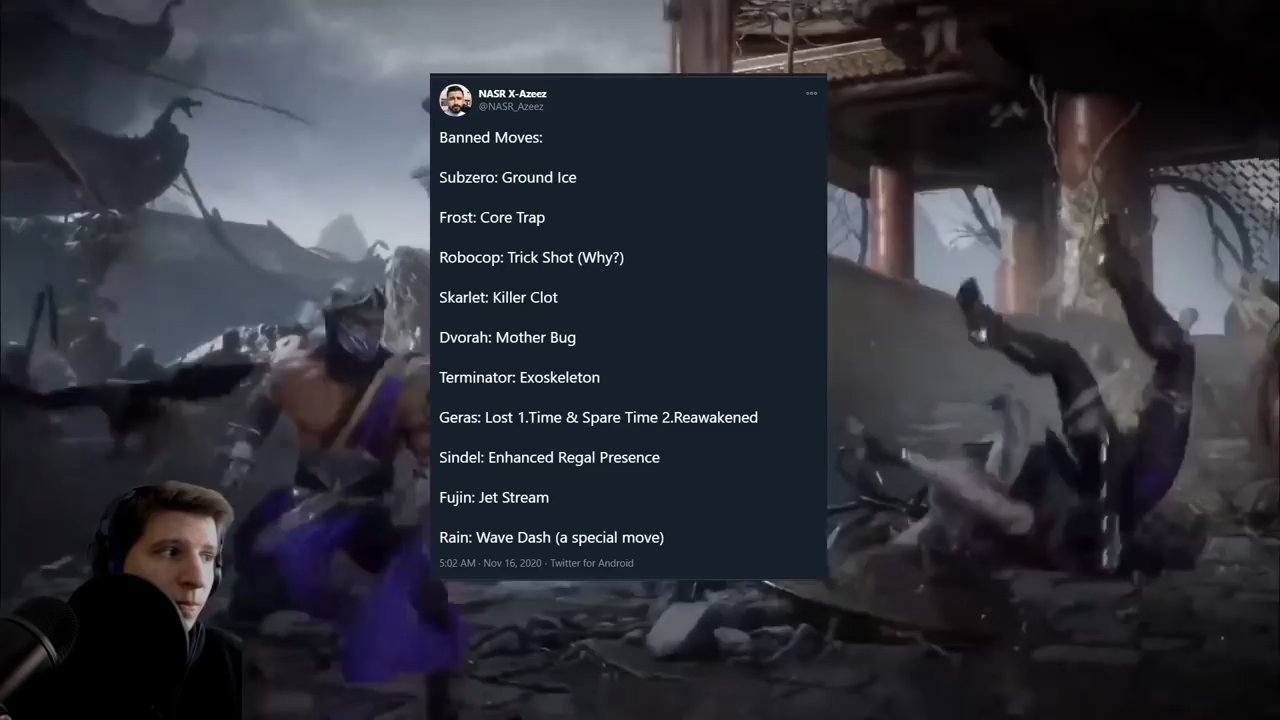 NASR X-Azeez
@NASR_Azeez
Banned Moves:
Subzero: Ground Ice
Frost: Core Trap
Robocop: Trick Shot (Why?)
Skarlet: Killer Clot
Dvorah: Mother Bug
Terminator: Exoskeleton
Geras: Lost 1.Time & Spare Time 2.Reawakened
Sindel: Enhanced Regal Presence
Fujin: Jet Stream
Rain: Wave Dash (a special move)
5:02 AM · Nov 16, 2020 · Twitter for Android